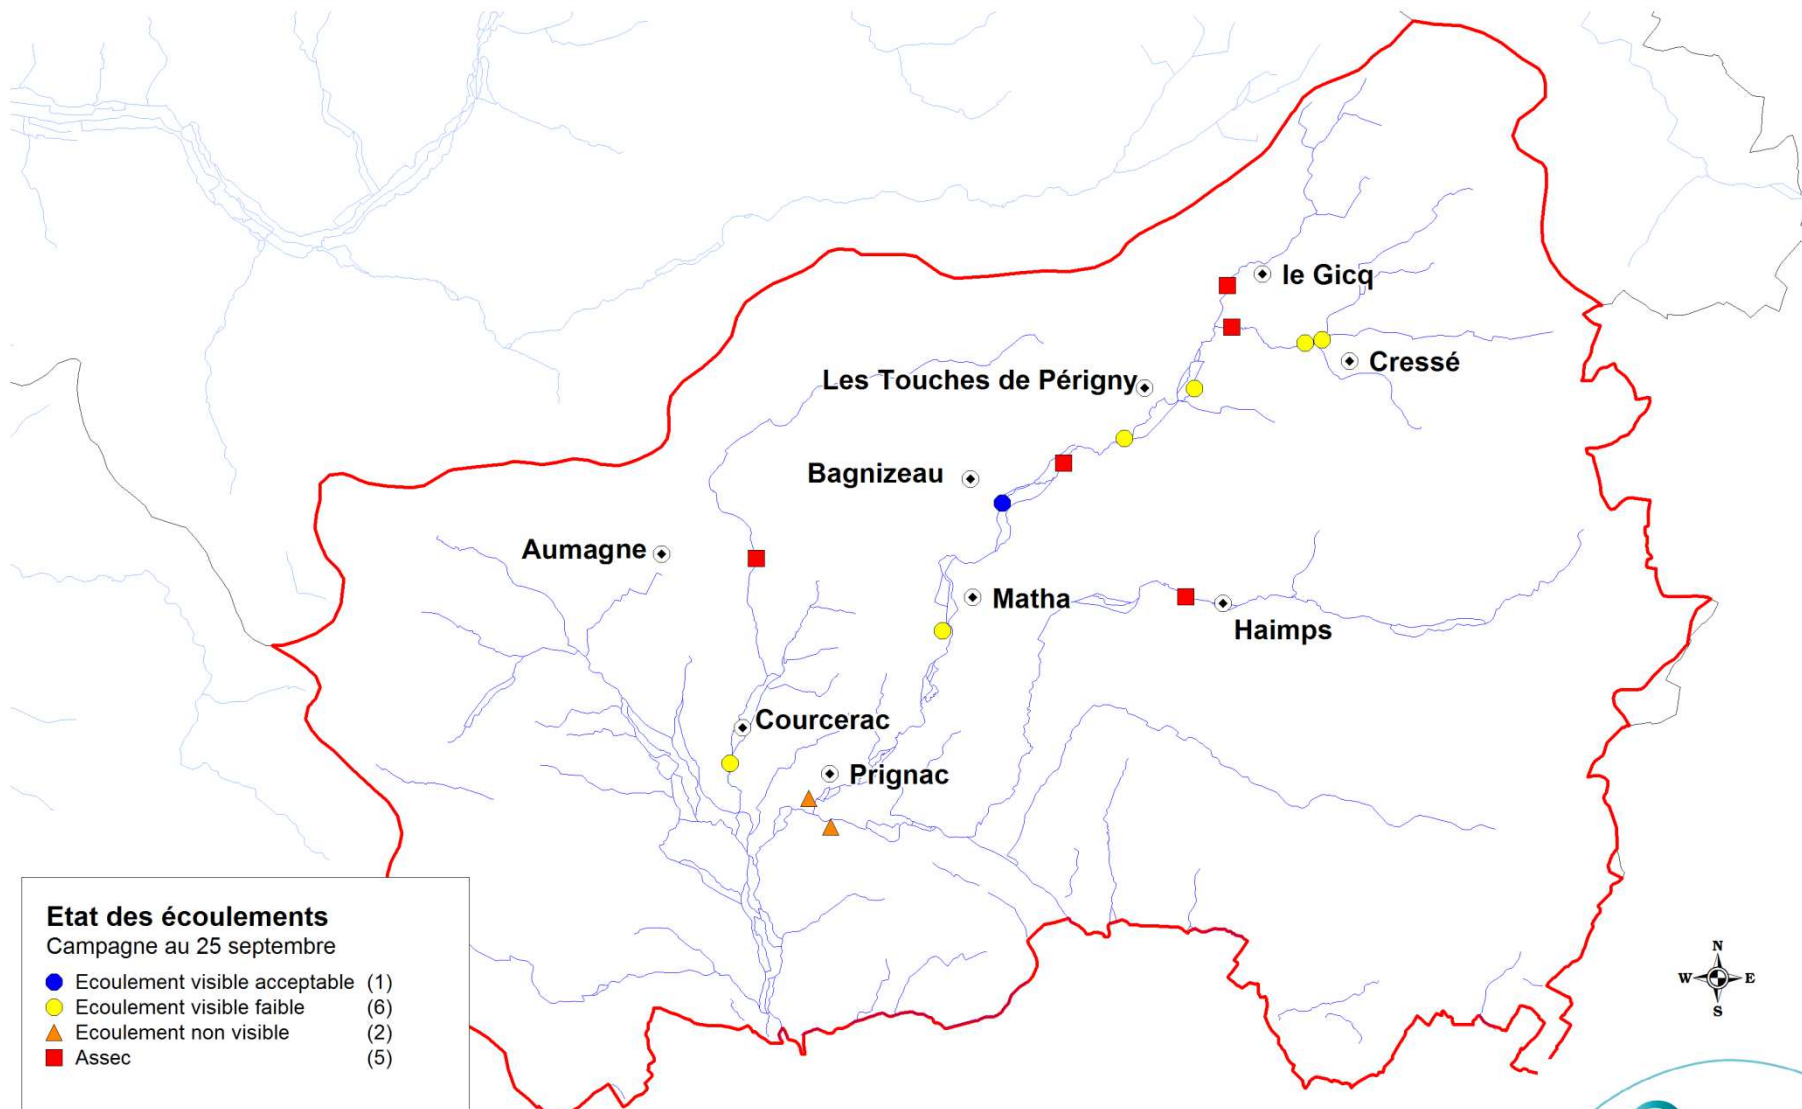 le Gicq
Cressé
Les Touches de Périgny
Bagnizeau
Aumagne
Matha
Haimps
Courcerac
Prignac
Etat des écoulements
Campagne au 25 septembre
Ecoulement visible acceptable (1)
Ecoulement visible faible (6)
Ecoulement non visible (2)
Assec (5)
N
W E
S